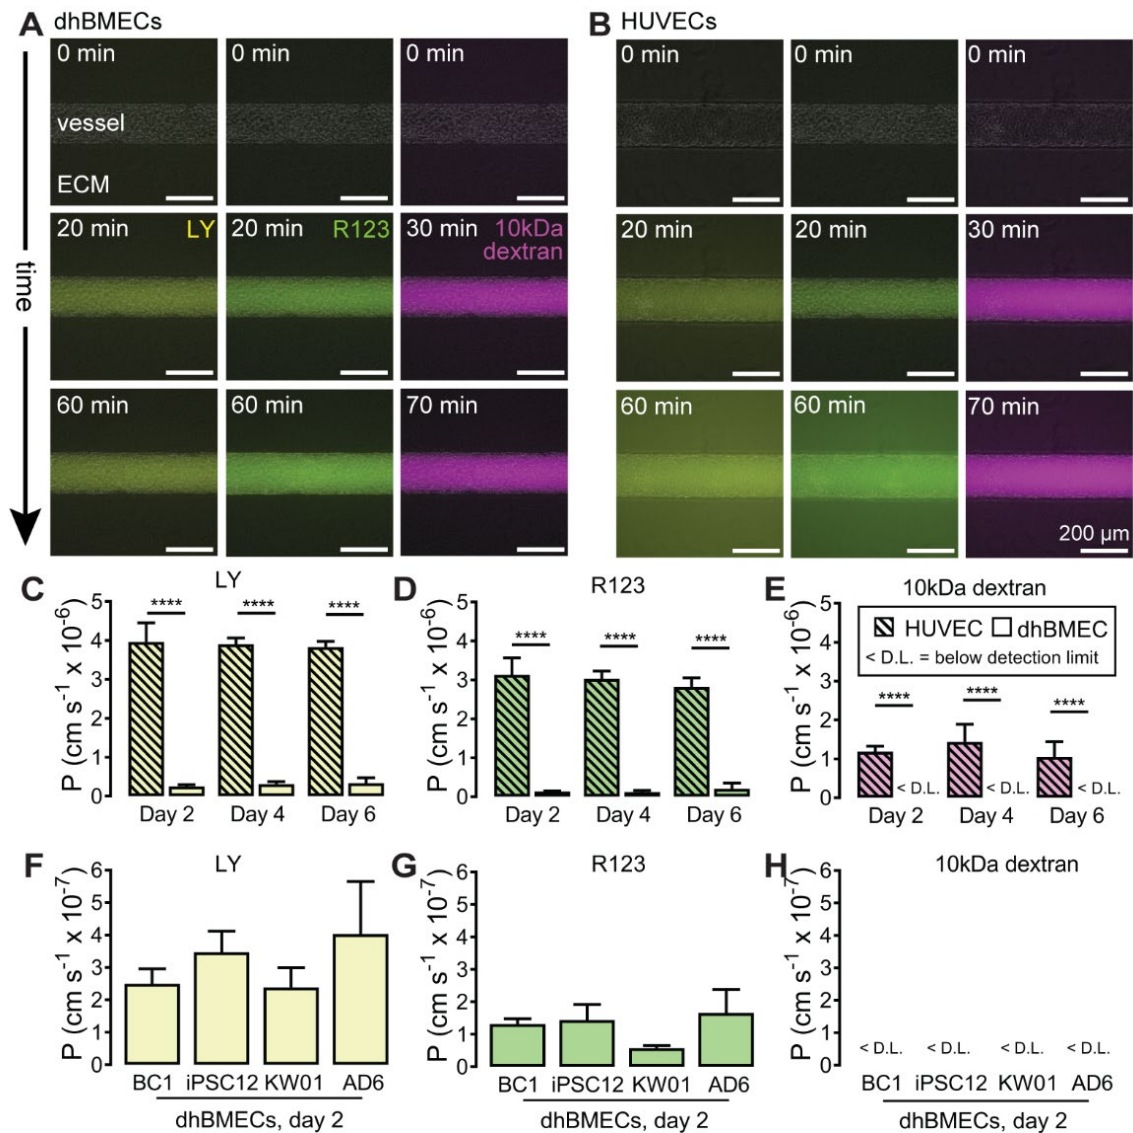 A dhBMECs
0 min 0 min 0 min
vessel
ECM
20 min LY 20 min R123 30 min 10kDa
dextran
60 min 60 min 70 min
time
B HUVECs
0 min 0 min 0 min
20 min 20 min 30 min
60 min 60 min 70 min
200 µm
C LY
P (cm s⁻¹ x 10⁻⁶)
5
4
3
2
1
0
**** **** ****
Day 2 Day 4 Day 6
D R123
P (cm s⁻¹ x 10⁻⁶)
5
4
3
2
1
0
**** **** ****
Day 2 Day 4 Day 6
E 10kDa dextran
P (cm s⁻¹ x 10⁻⁶)
5
4
3
2
1
0
HUVEC dhBMEC
< D.L. = below detection limit
**** **** ****
< D.L. < D.L. < D.L.
Day 2 Day 4 Day 6
F LY
P (cm s⁻¹ x 10⁻⁷)
6
5
4
3
2
1
0
BC1 iPSC12 KW01 AD6
dhBMECs, day 2
G R123
P (cm s⁻¹ x 10⁻⁷)
6
5
4
3
2
1
0
BC1 iPSC12 KW01 AD6
dhBMECs, day 2
H 10kDa dextran
P (cm s⁻¹ x 10⁻⁷)
6
5
4
3
2
1
0
< D.L. < D.L. < D.L. < D.L.
BC1 iPSC12 KW01 AD6
dhBMECs, day 2